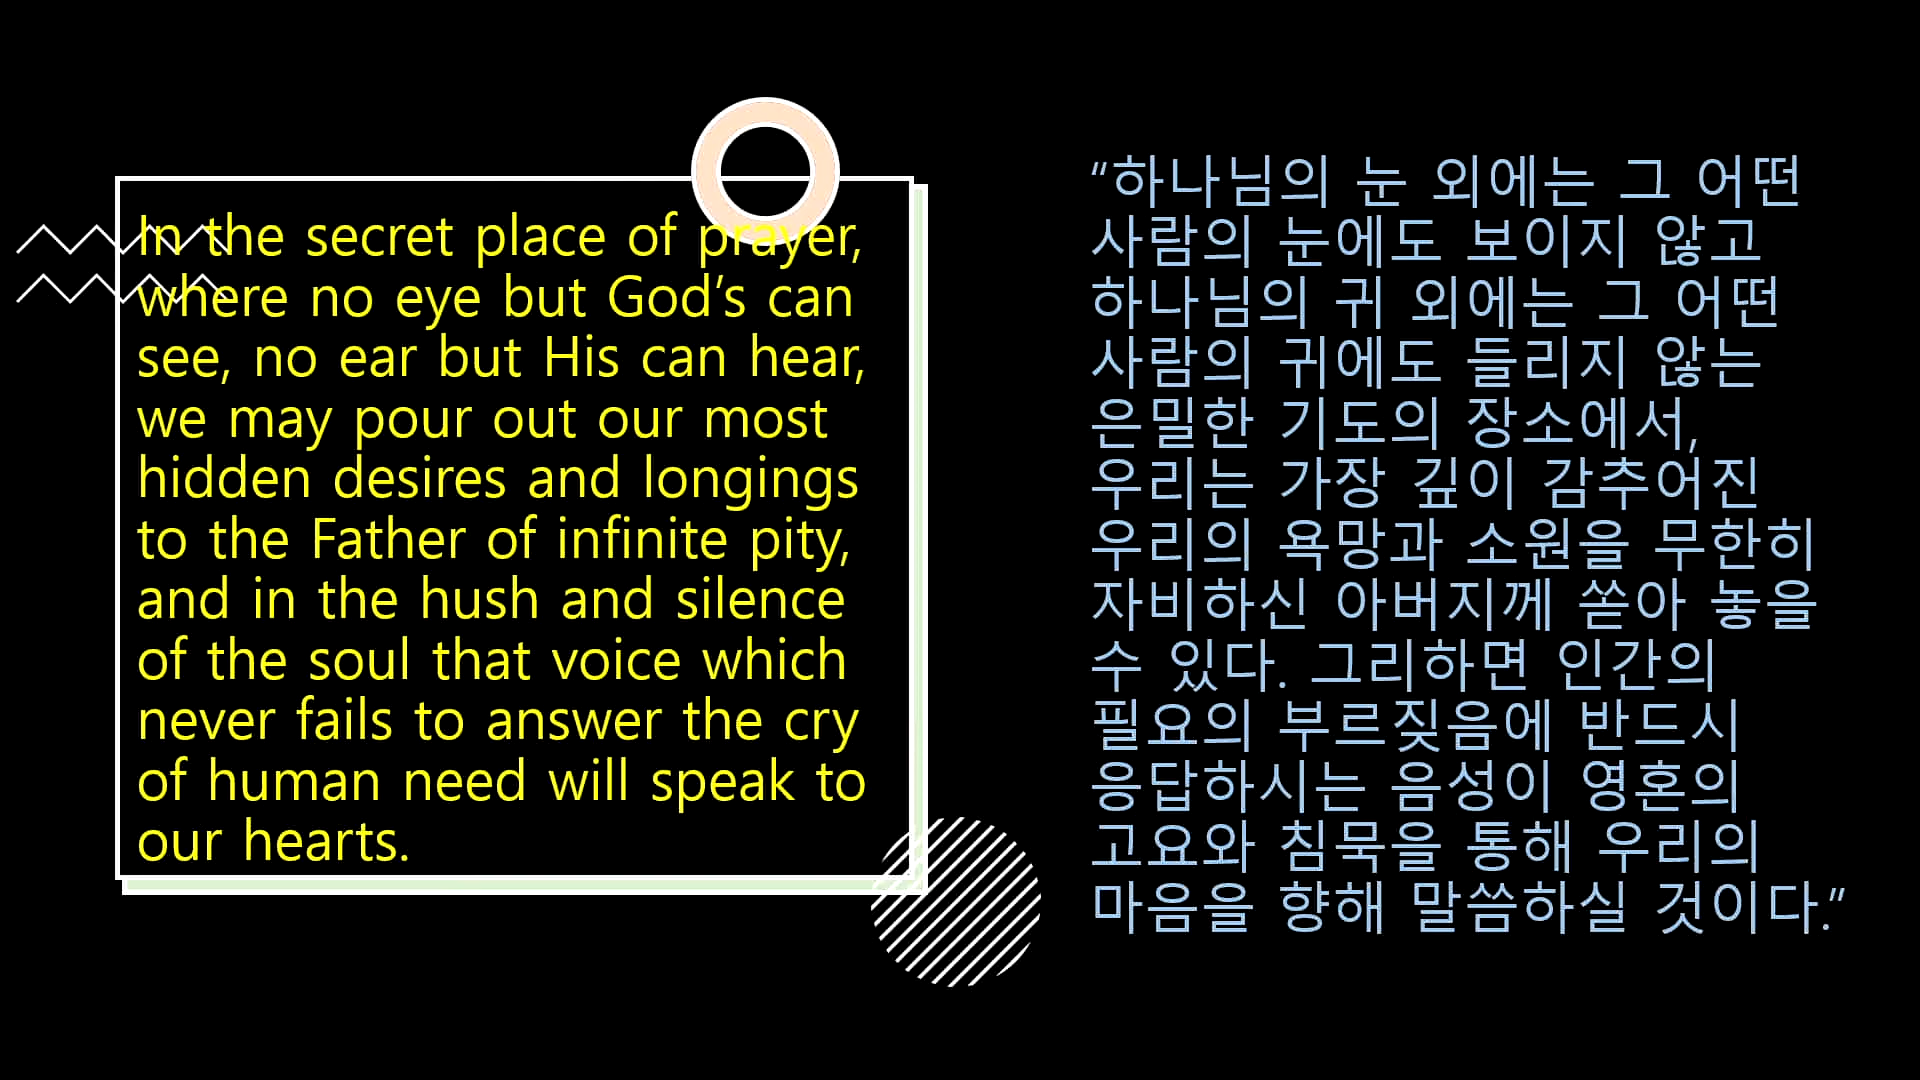 In the secret place of prayer,
where no eye but God's can
see, no ear but His can hear,
we may pour out our most
hidden desires and longings
to the Father of infinite pity,
and in the hush and silence
of the soul that voice which
never fails to answer the cry
of human need will speak to
our hearts.
“하나님의 눈 외에는 그 어떤
사람의 눈에도 보이지 않고
하나님의 귀 외에는 그 어떤
사람의 귀에도 들리지 않는
은밀한 기도의 장소에서,
우리는 가장 깊이 감추어진
우리의 욕망과 소원을 무한히
자비하신 아버지께 쏟아 놓을
수 있다. 그리하면 인간의
필요의 부르짖음에 반드시
응답하시는 음성이 영혼의
고요와 침묵을 통해 우리의
마음을 향해 말씀하실 것이다.”